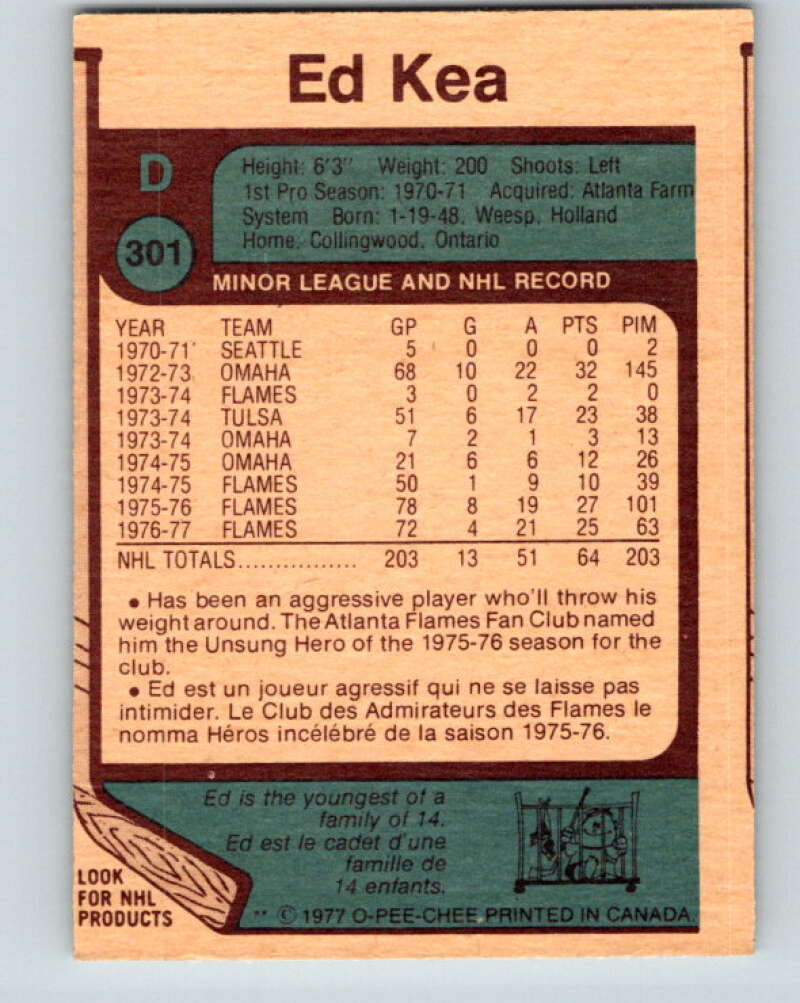 Ed Kea
D
Height: 6'3" Weight: 200 Shoots: Left
1st Pro Season: 1970-71 Acquired: Atlanta Farm
System Born: 1-19-48, Weesp, Holland
Home: Collingwood, Ontario
301
MINOR LEAGUE AND NHL RECORD
YEAR TEAM GP G A PTS PIM
1970-71 SEATTLE 5 0 0 0 2
1972-73 OMAHA 68 10 22 32 145
1973-74 FLAMES 3 0 2 2 0
1973-74 TULSA 51 6 17 23 38
1973-74 OMAHA 7 2 1 3 13
1974-75 OMAHA 21 6 6 12 26
1974-75 FLAMES 50 1 9 10 39
1975-76 FLAMES 78 8 19 27 101
1976-77 FLAMES 72 4 21 25 63
NHL TOTALS................ 203 13 51 64 203
• Has been an aggressive player who'll throw his
weight around. The Atlanta Flames Fan Club named
him the Unsung Hero of the 1975-76 season for the
club.
• Ed est un joueur agressif qui ne se laisse pas
intimider. Le Club des Admirateurs des Flames le
nomma Héros incélébré de la saison 1975-76.
Ed is the youngest of a
family of 14.
Ed est le cadet d'une
famille de
14 enfants.
LOOK
FOR NHL
PRODUCTS
** © 1977 O-PEE-CHEE PRINTED IN CANADA.